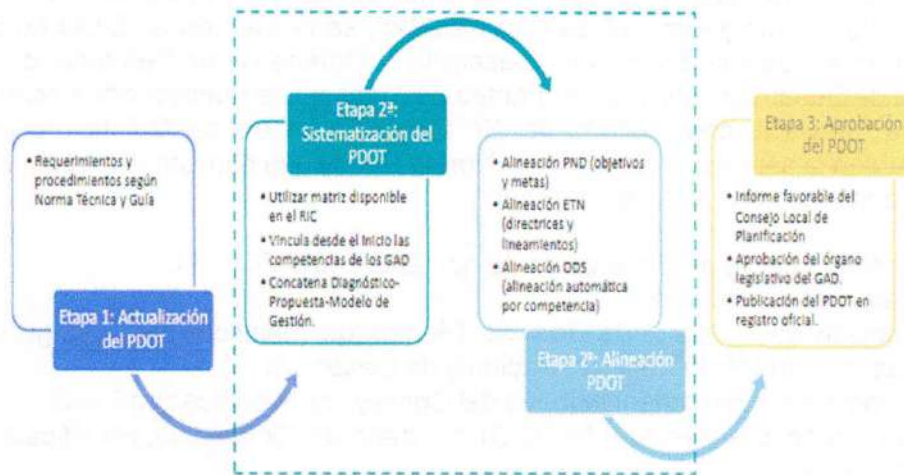 • Requerimientos y
procedimientos según
Norma Técnica y Guía
Etapa 1: Actualización
del PDOT
Etapa 2ª:
Sistematización del
PDOT
• Utilizar matriz disponible
en el RIC
• Vincula desde el inicio las
competencias de los GAD
• Concatena Diagnóstico-
Propuesta-Modelo de
Gestión.
• Alineación PND (objetivos
y metas)
• Alineación ETN
(directrices y
lineamientos)
• Alineación ODS
(alineación automática
por competencia)
Etapa 2ª: Alineación
PDOT
Etapa 3: Aprobación
del PDOT
• Informe favorable del
Consejo Local de
Planificación
• Aprobación del órgano
legislativo del GAD.
• Publicación del PDOT en
registro oficial.